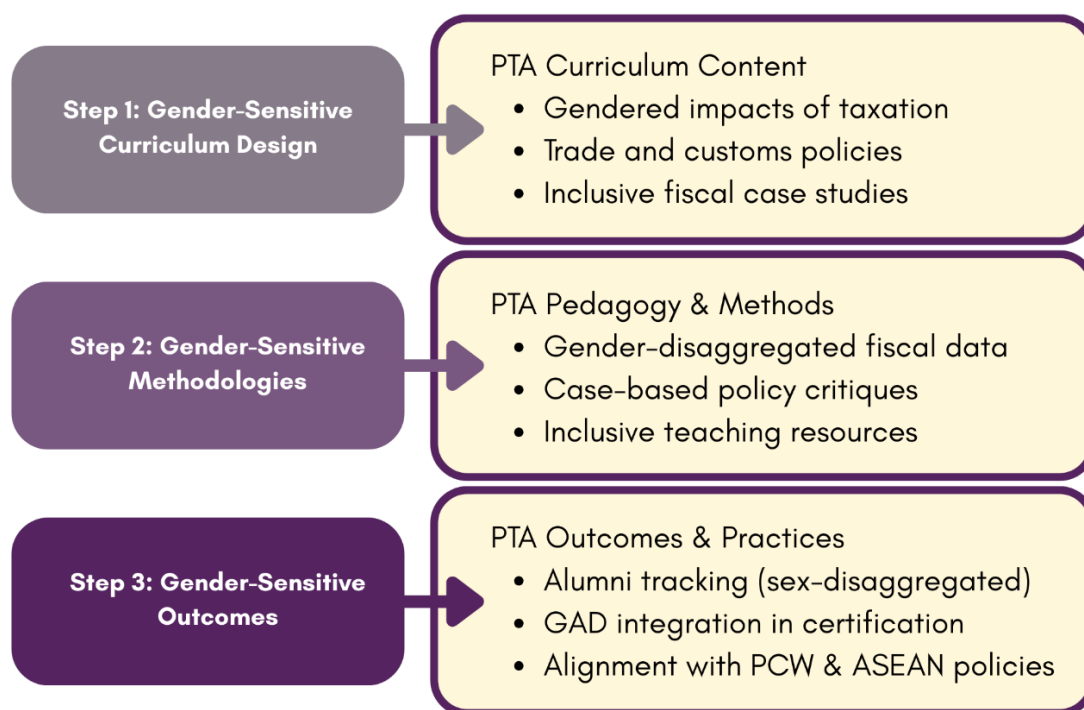 Step 1: Gender-Sensitive
Curriculum Design
PTA Curriculum Content
• Gendered impacts of taxation
• Trade and customs policies
• Inclusive fiscal case studies
Step 2: Gender-Sensitive
Methodologies
PTA Pedagogy & Methods
• Gender-disaggregated fiscal data
• Case-based policy critiques
• Inclusive teaching resources
Step 3: Gender-Sensitive
Outcomes
PTA Outcomes & Practices
• Alumni tracking (sex-disaggregated)
• GAD integration in certification
• Alignment with PCW & ASEAN policies